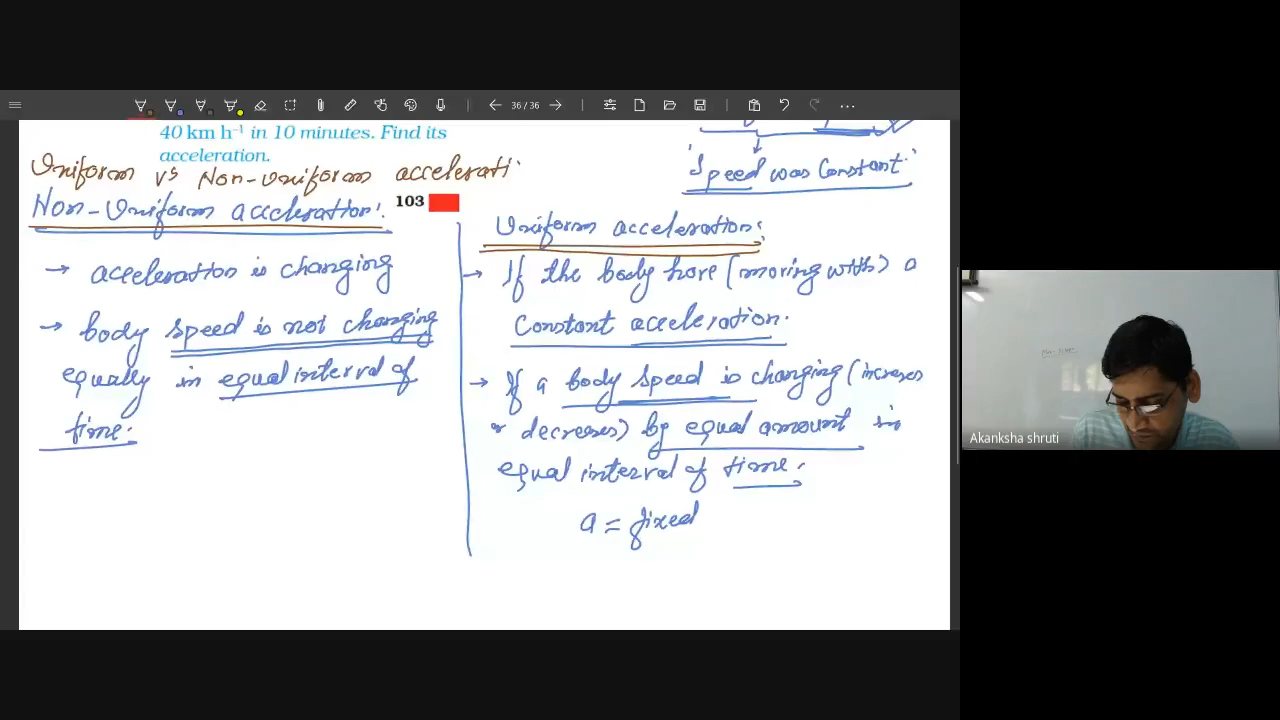 36/36
40 km h⁻¹ in 10 minutes. Find its
acceleration.
"Speed was Constant"
Uniform vs Non-Uniform accelerati
103
Non-Uniform acceleration:
→ acceleration is changing
→ body speed is not changing
equally in equal interval of
time.
Uniform acceleration:
→ If the body have (moving with) a
Constant acceleration.
→ If a body speed is changing (increases
or decreases) by equal amount in
equal interval of time.
a = fixed
Akanksha shruti